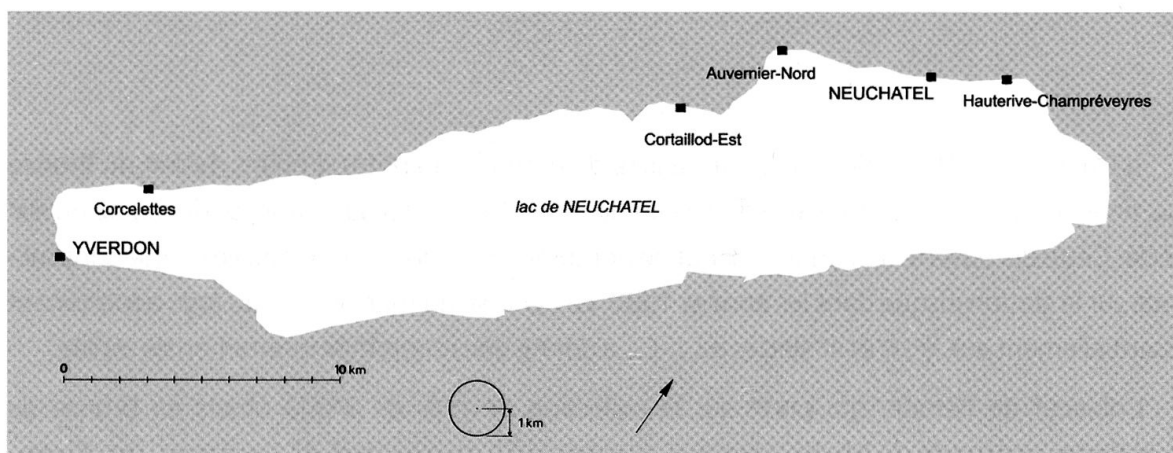 Auvernier-Nord
NEUCHATEL
Hauterive-Champréveyres
Cortaillod-Est
Corcelettes
lac de NEUCHATEL
YVERDON
0
10 km
1 km